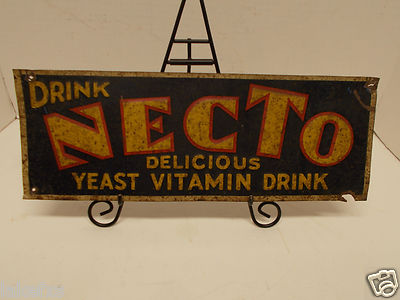 DRINK
NECTO
DELICIOUS
YEAST VITAMIN DRINK